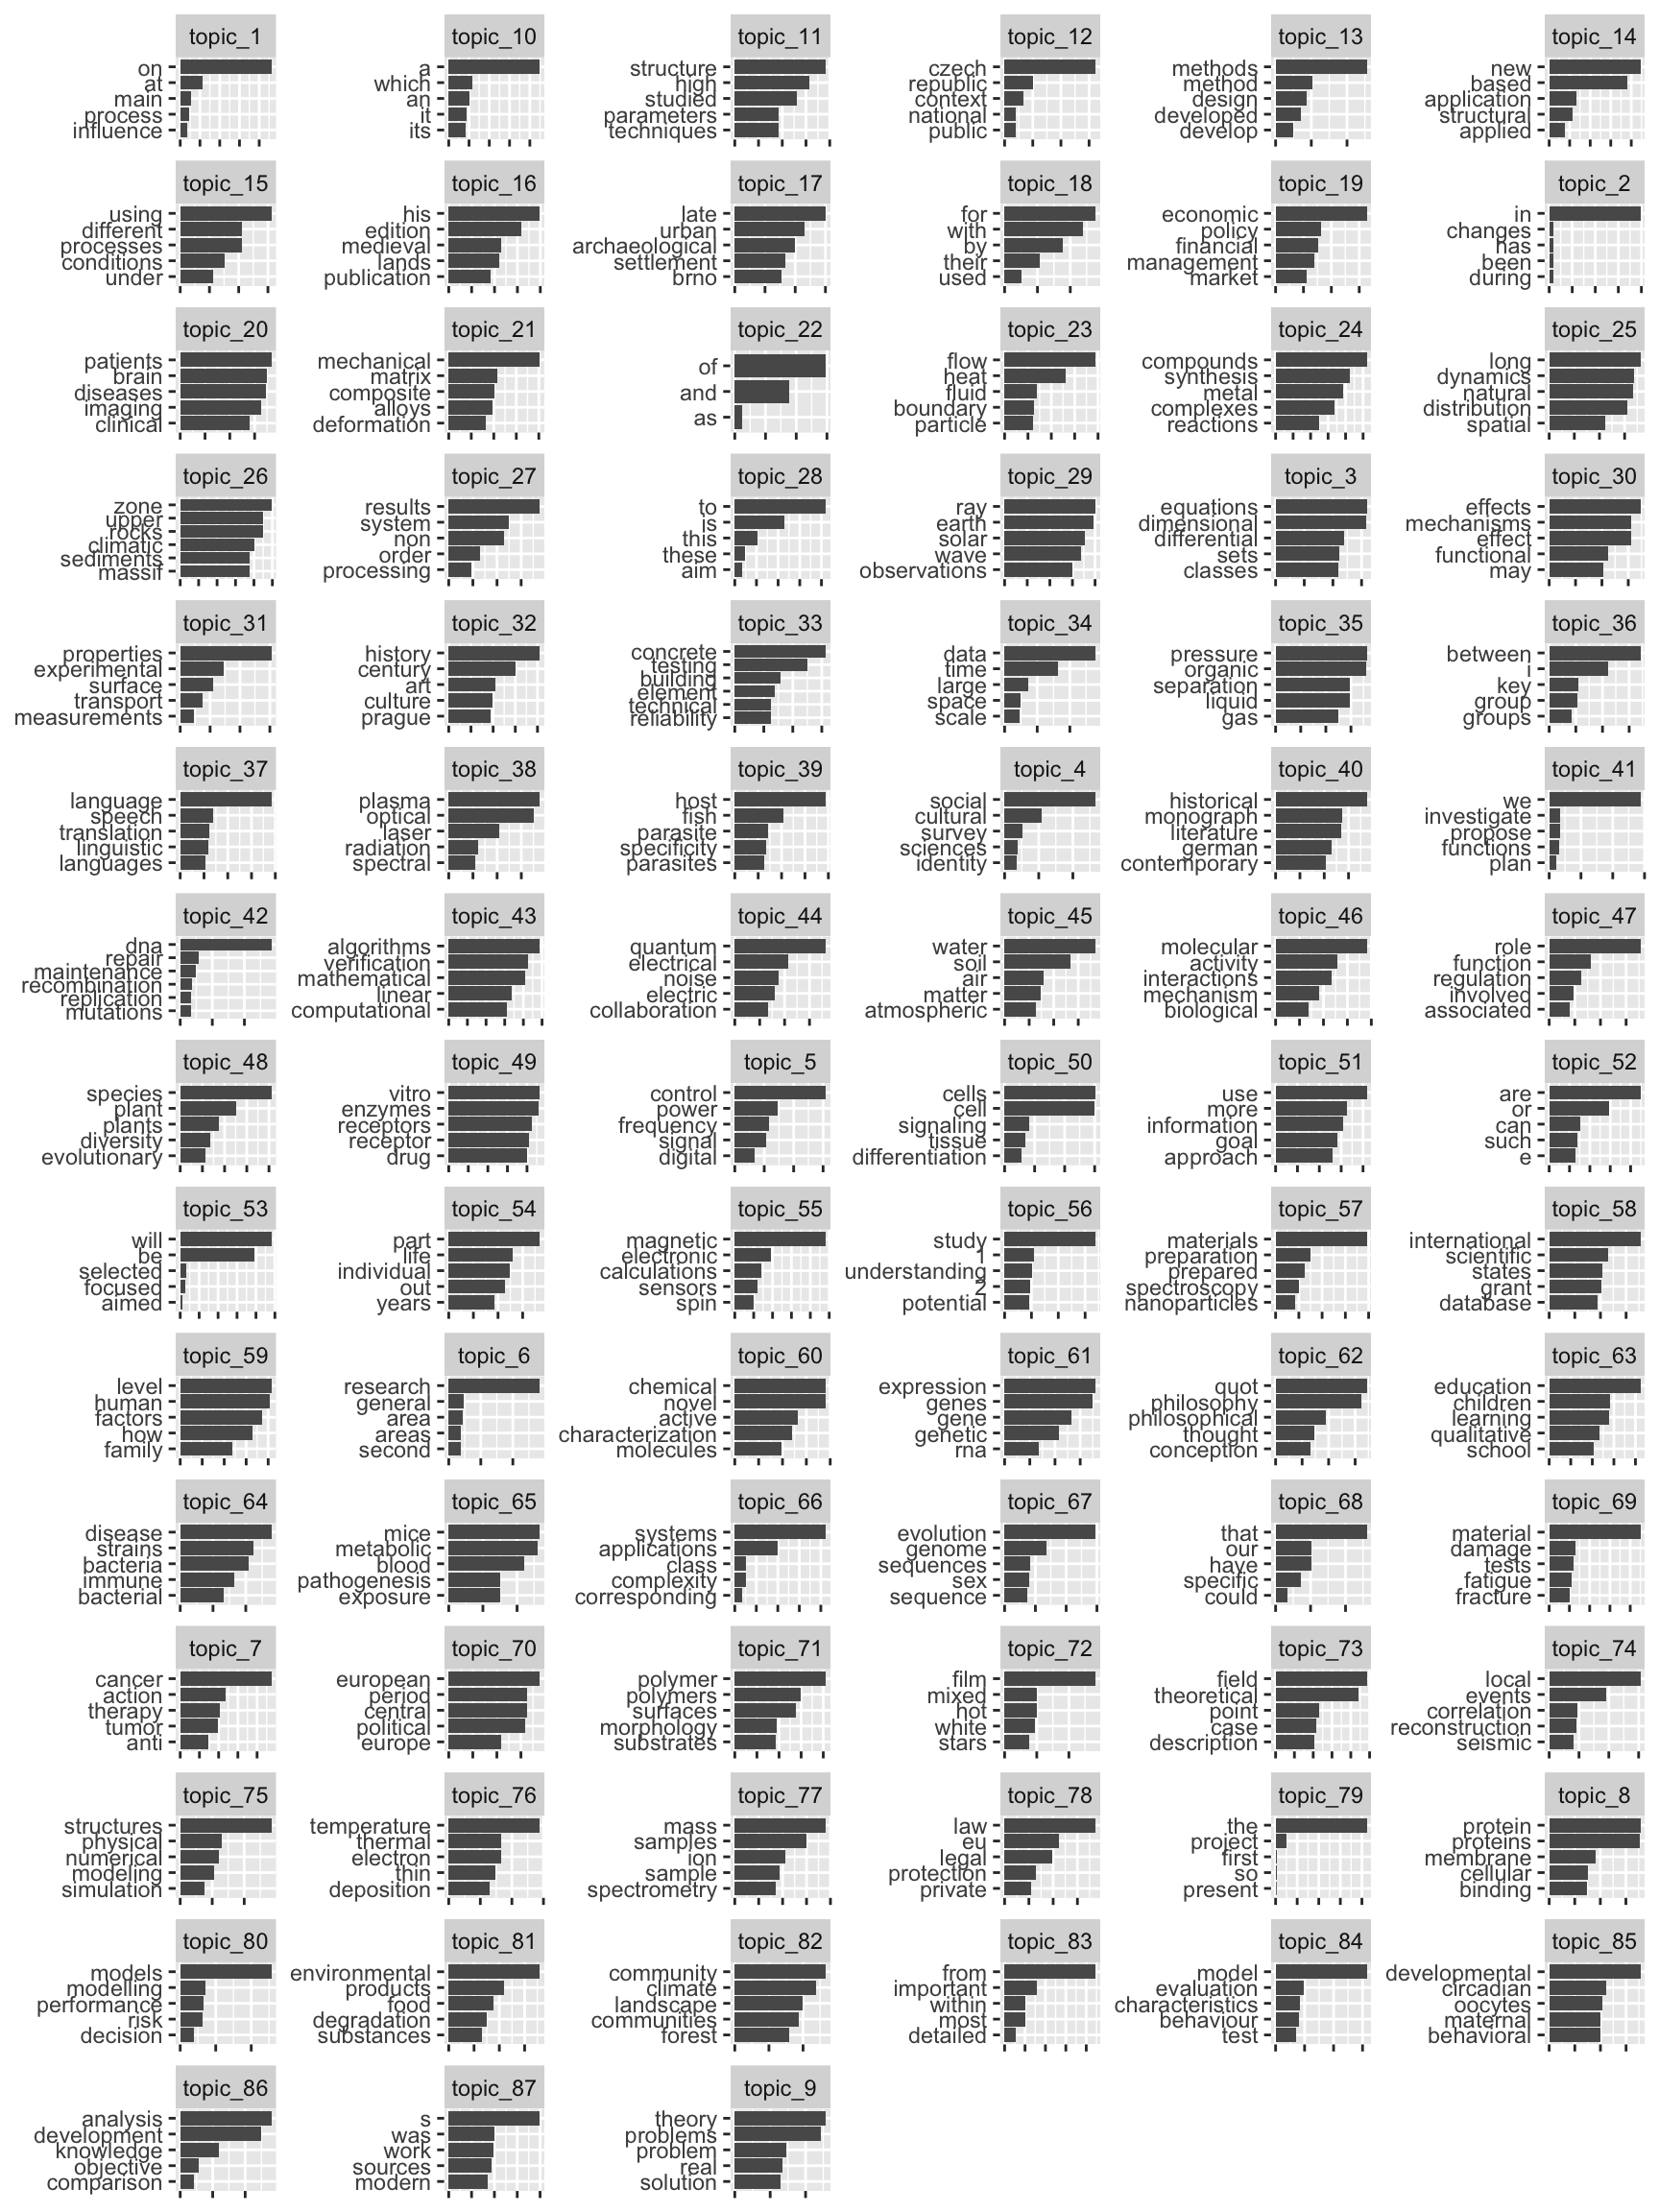 topic_1
on
at
main
process
influence
topic_10
a
which
an
it
its
topic_11
structure
high
studied
parameters
techniques
topic_12
czech
republic
context
national
public
topic_13
methods
method
design
developed
develop
topic_14
new
based
application
structural
applied
topic_15
using
different
processes
conditions
under
topic_16
his
edition
medieval
lands
publication
topic_17
late
urban
archaeological
settlement
brno
topic_18
for
with
by
their
used
topic_19
economic
policy
financial
management
market
topic_2
in
changes
has
been
during
topic_20
patients
brain
diseases
imaging
clinical
topic_21
mechanical
matrix
composite
alloys
deformation
topic_22
of
and
as
topic_23
flow
heat
fluid
boundary
particle
topic_24
compounds
synthesis
metal
complexes
reactions
topic_25
long
dynamics
natural
distribution
spatial
topic_26
zone
upper
rocks
climatic
sediments
massif
topic_27
results
system
non
order
processing
topic_28
to
is
this
these
aim
topic_29
ray
earth
solar
wave
observations
topic_3
equations
dimensional
differential
sets
classes
topic_30
effects
mechanisms
effect
functional
may
topic_31
properties
experimental
surface
transport
measurements
topic_32
history
century
art
culture
prague
topic_33
concrete
testing
building
element
technical
reliability
topic_34
data
time
large
space
scale
topic_35
pressure
organic
separation
liquid
gas
topic_36
between
i
key
group
groups
topic_37
language
speech
translation
linguistic
languages
topic_38
plasma
optical
laser
radiation
spectral
topic_39
host
fish
parasite
specificity
parasites
topic_4
social
cultural
survey
sciences
identity
topic_40
historical
monograph
literature
german
contemporary
topic_41
we
investigate
propose
functions
plan
topic_42
dna
repair
maintenance
recombination
replication
mutations
topic_43
algorithms
verification
mathematical
linear
computational
topic_44
quantum
electrical
noise
electric
collaboration
topic_45
water
soil
air
matter
atmospheric
topic_46
molecular
activity
interactions
mechanism
biological
topic_47
role
function
regulation
involved
associated
topic_48
species
plant
plants
diversity
evolutionary
topic_49
vitro
enzymes
receptors
receptor
drug
topic_5
control
power
frequency
signal
digital
topic_50
cells
cell
signaling
tissue
differentiation
topic_51
use
more
information
goal
approach
topic_52
are
or
can
such
e
topic_53
will
be
selected
focused
aimed
topic_54
part
life
individual
out
years
topic_55
magnetic
electronic
calculations
sensors
spin
topic_56
study
1
understanding
2
potential
topic_57
materials
preparation
prepared
spectroscopy
nanoparticles
topic_58
international
scientific
states
grant
database
topic_59
level
human
factors
how
family
topic_6
research
general
area
areas
second
topic_60
chemical
novel
active
characterization
molecules
topic_61
expression
genes
gene
genetic
rna
topic_62
quot
philosophy
philosophical
thought
conception
topic_63
education
children
learning
qualitative
school
topic_64
disease
strains
bacteria
immune
bacterial
topic_65
mice
metabolic
blood
pathogenesis
exposure
topic_66
systems
applications
class
complexity
corresponding
topic_67
evolution
genome
sequences
sex
sequence
topic_68
that
our
have
specific
could
topic_69
material
damage
tests
fatigue
fracture
topic_7
cancer
action
therapy
tumor
anti
topic_70
european
period
central
political
europe
topic_71
polymer
polymers
surfaces
morphology
substrates
topic_72
film
mixed
hot
white
stars
topic_73
field
theoretical
point
case
description
topic_74
local
events
correlation
reconstruction
seismic
topic_75
structures
physical
numerical
modeling
simulation
topic_76
temperature
thermal
electron
thin
deposition
topic_77
mass
samples
ion
sample
spectrometry
topic_78
law
eu
legal
protection
private
topic_79
the
project
first
so
present
topic_8
protein
proteins
membrane
cellular
binding
topic_80
models
modelling
performance
risk
decision
topic_81
environmental
products
food
degradation
substances
topic_82
community
climate
landscape
communities
forest
topic_83
from
important
within
most
detailed
topic_84
model
evaluation
characteristics
behaviour
test
topic_85
developmental
circadian
oocytes
maternal
behavioral
topic_86
analysis
development
knowledge
objective
comparison
topic_87
s
was
work
sources
modern
topic_9
theory
problems
problem
real
solution